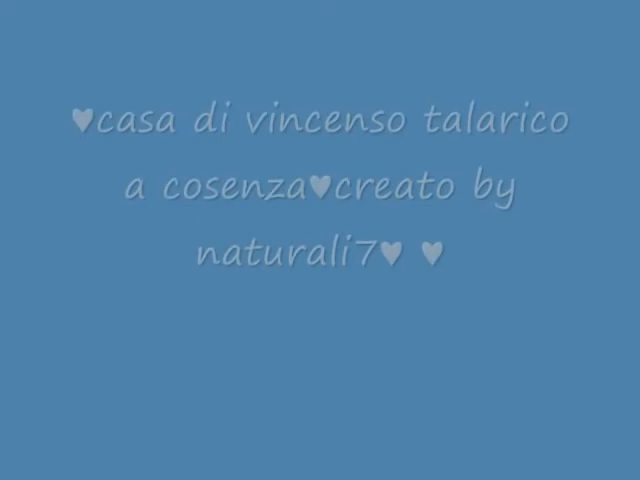 ♥casa di vincenso talarico
a cosenza♥creato by
naturali7♥ ♥